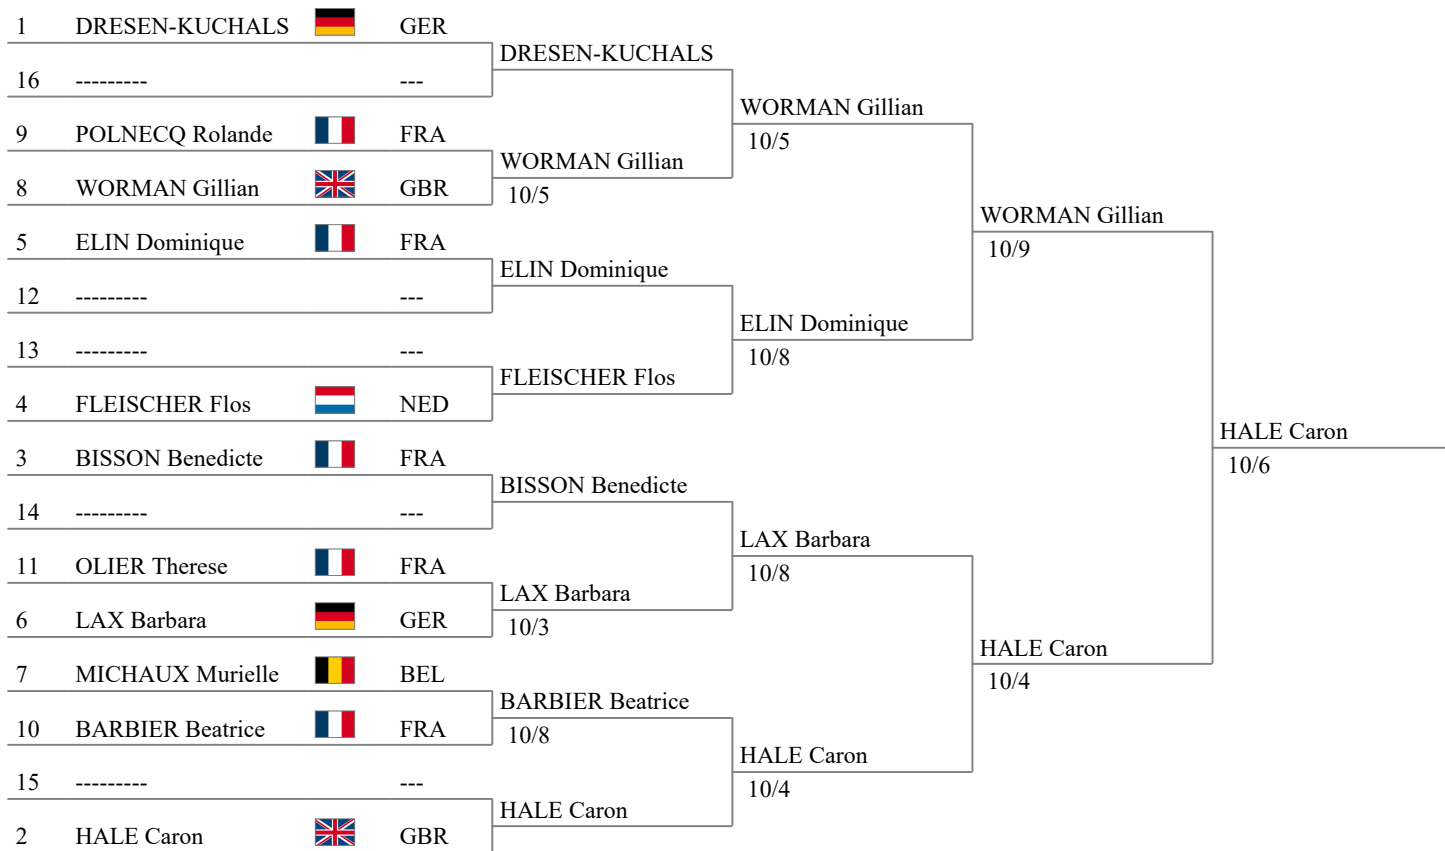 1 DRESEN-KUCHALS GER
16 --------- ---
9 POLNECQ Rolande FRA
8 WORMAN Gillian GBR
5 ELIN Dominique FRA
12 --------- ---
13 --------- ---
4 FLEISCHER Flos NED
3 BISSON Benedicte FRA
14 --------- ---
11 OLIER Therese FRA
6 LAX Barbara GER
7 MICHAUX Murielle BEL
10 BARBIER Beatrice FRA
15 --------- ---
2 HALE Caron GBR
DRESEN-KUCHALS
WORMAN Gillian
10/5
ELIN Dominique
FLEISCHER Flos
BISSON Benedicte
LAX Barbara
10/3
BARBIER Beatrice
10/8
HALE Caron
WORMAN Gillian
10/5
ELIN Dominique
10/8
LAX Barbara
10/8
HALE Caron
10/4
WORMAN Gillian
10/9
HALE Caron
10/4
HALE Caron
10/6